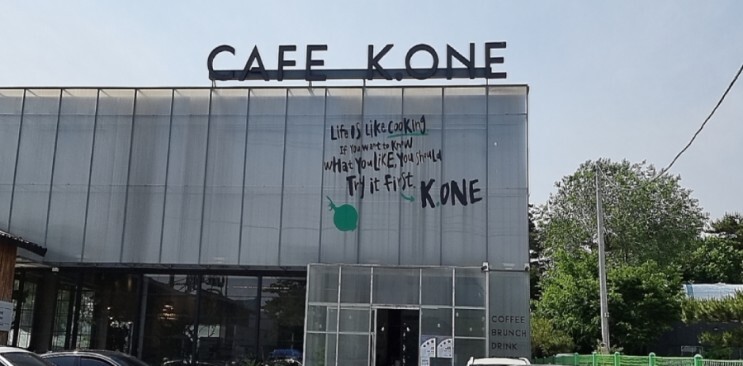 CAFE K.ONE
Life is Like cooking
If You want to Know
WHAT YOU LIKE, YOU SHOULD
Try it first.
K.ONE
COFFEE
BRUNCH
DRINK